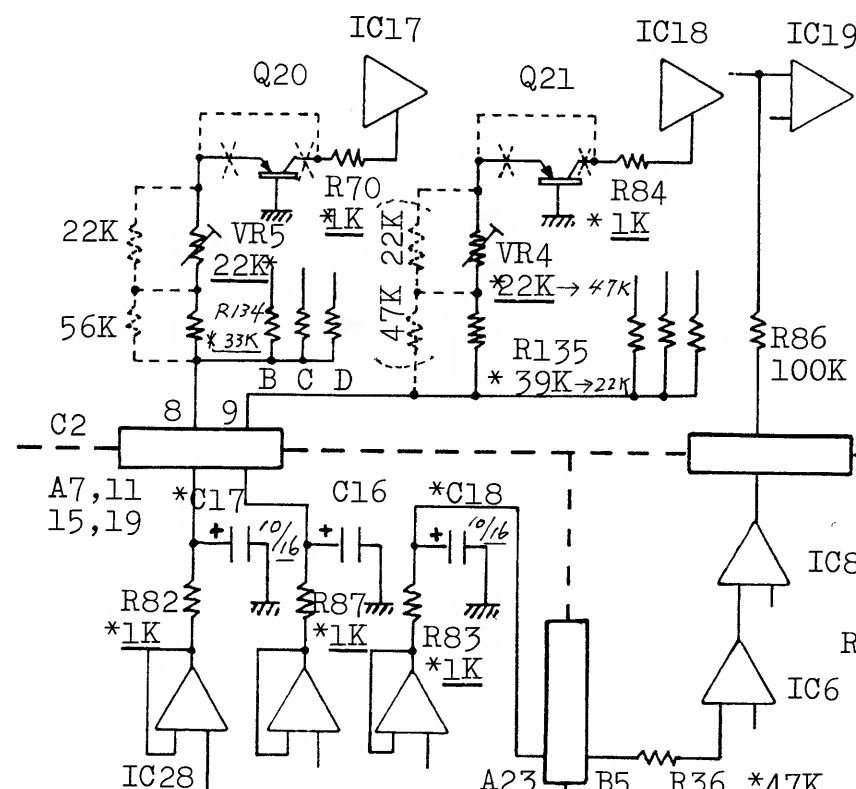 IC17
IC18
IC19
Q20
Q21
R70
*1K
R84
* 1K
22K
VR5
22K*
22K
VR4
*22K → 47K
56K
R134
* 33K
47K
R135
* 39K → 22K
R86
100K
B C D
8 9
C2
A7,11
15,19
*C17
C16
*C18
+ 10/16
+
+ 10/16
R82
*1K
R87
*1K
R83
*1K
IC8
R
IC6
IC28
A23
B5
R36
*47K